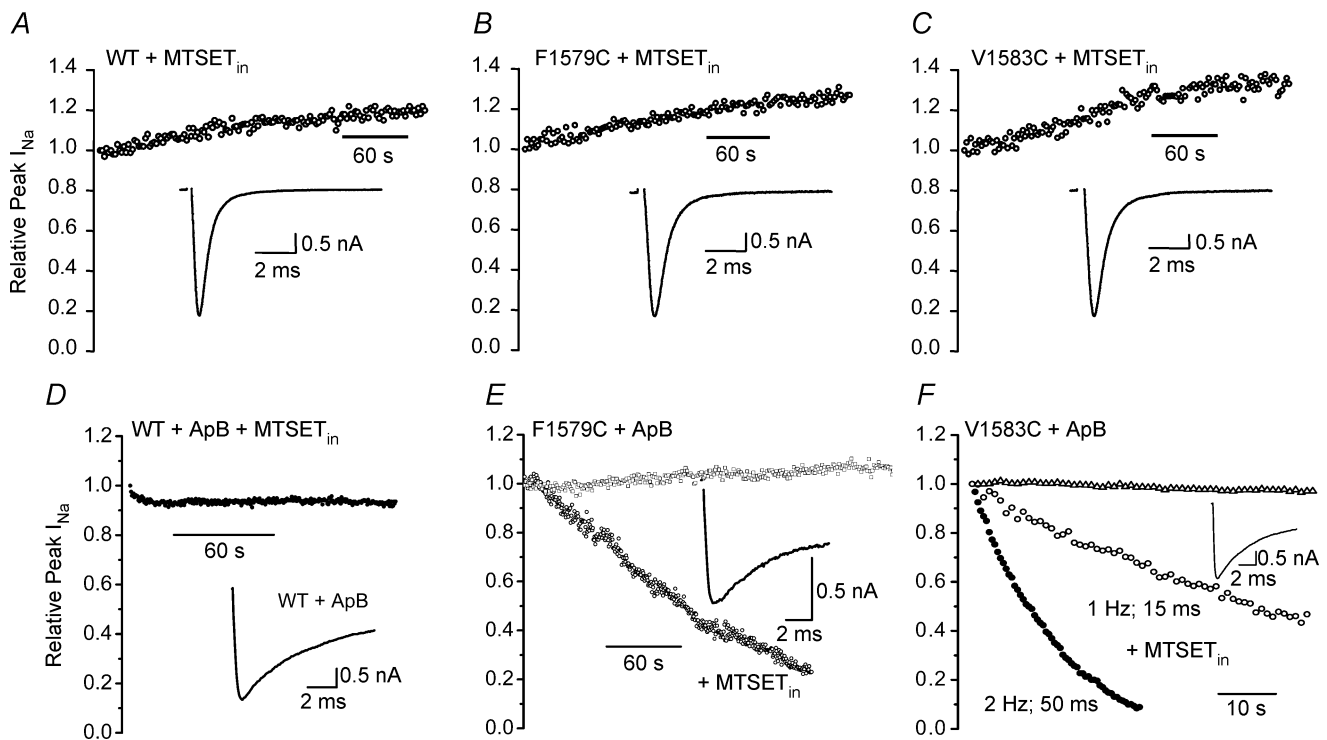 A
WT + MTSETin
Relative Peak INa
1.4
1.2
1.0
0.8
0.6
0.4
0.2
0.0
60 s
0.5 nA
2 ms
B
F1579C + MTSETin
1.4
1.2
1.0
0.8
0.6
0.4
0.2
0.0
60 s
0.5 nA
2 ms
C
V1583C + MTSETin
1.4
1.2
1.0
0.8
0.6
0.4
0.2
0.0
60 s
0.5 nA
2 ms
D
WT + ApB + MTSETin
Relative Peak INa
1.2
1.0
0.8
0.6
0.4
0.2
0.0
60 s
WT + ApB
0.5 nA
2 ms
E
F1579C + ApB
1.2
1.0
0.8
0.6
0.4
0.2
0.0
0.5 nA
2 ms
60 s
+ MTSETin
F
V1583C + ApB
1.2
1.0
0.8
0.6
0.4
0.2
0.0
0.5 nA
2 ms
1 Hz; 15 ms
+ MTSETin
2 Hz; 50 ms
10 s